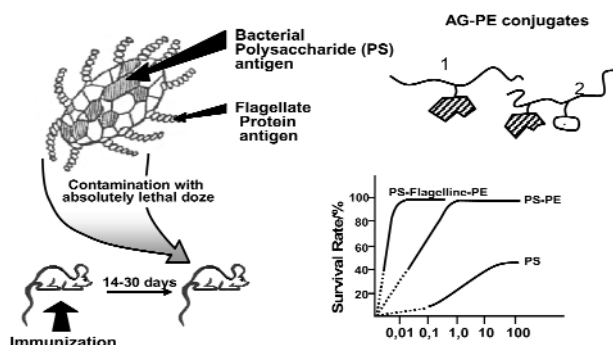 Bacterial
Polysaccharide (PS)
antigen
Flagellate
Protein
antigen
Contamination with
absolutely lethal doze
14-30 days
Immunization
AG-PE conjugates
1
2
Survival Rate/%
100
80
60
40
20
PS-Flagelline-PE
PS-PE
PS
0,01 0,1 1,0 10 100